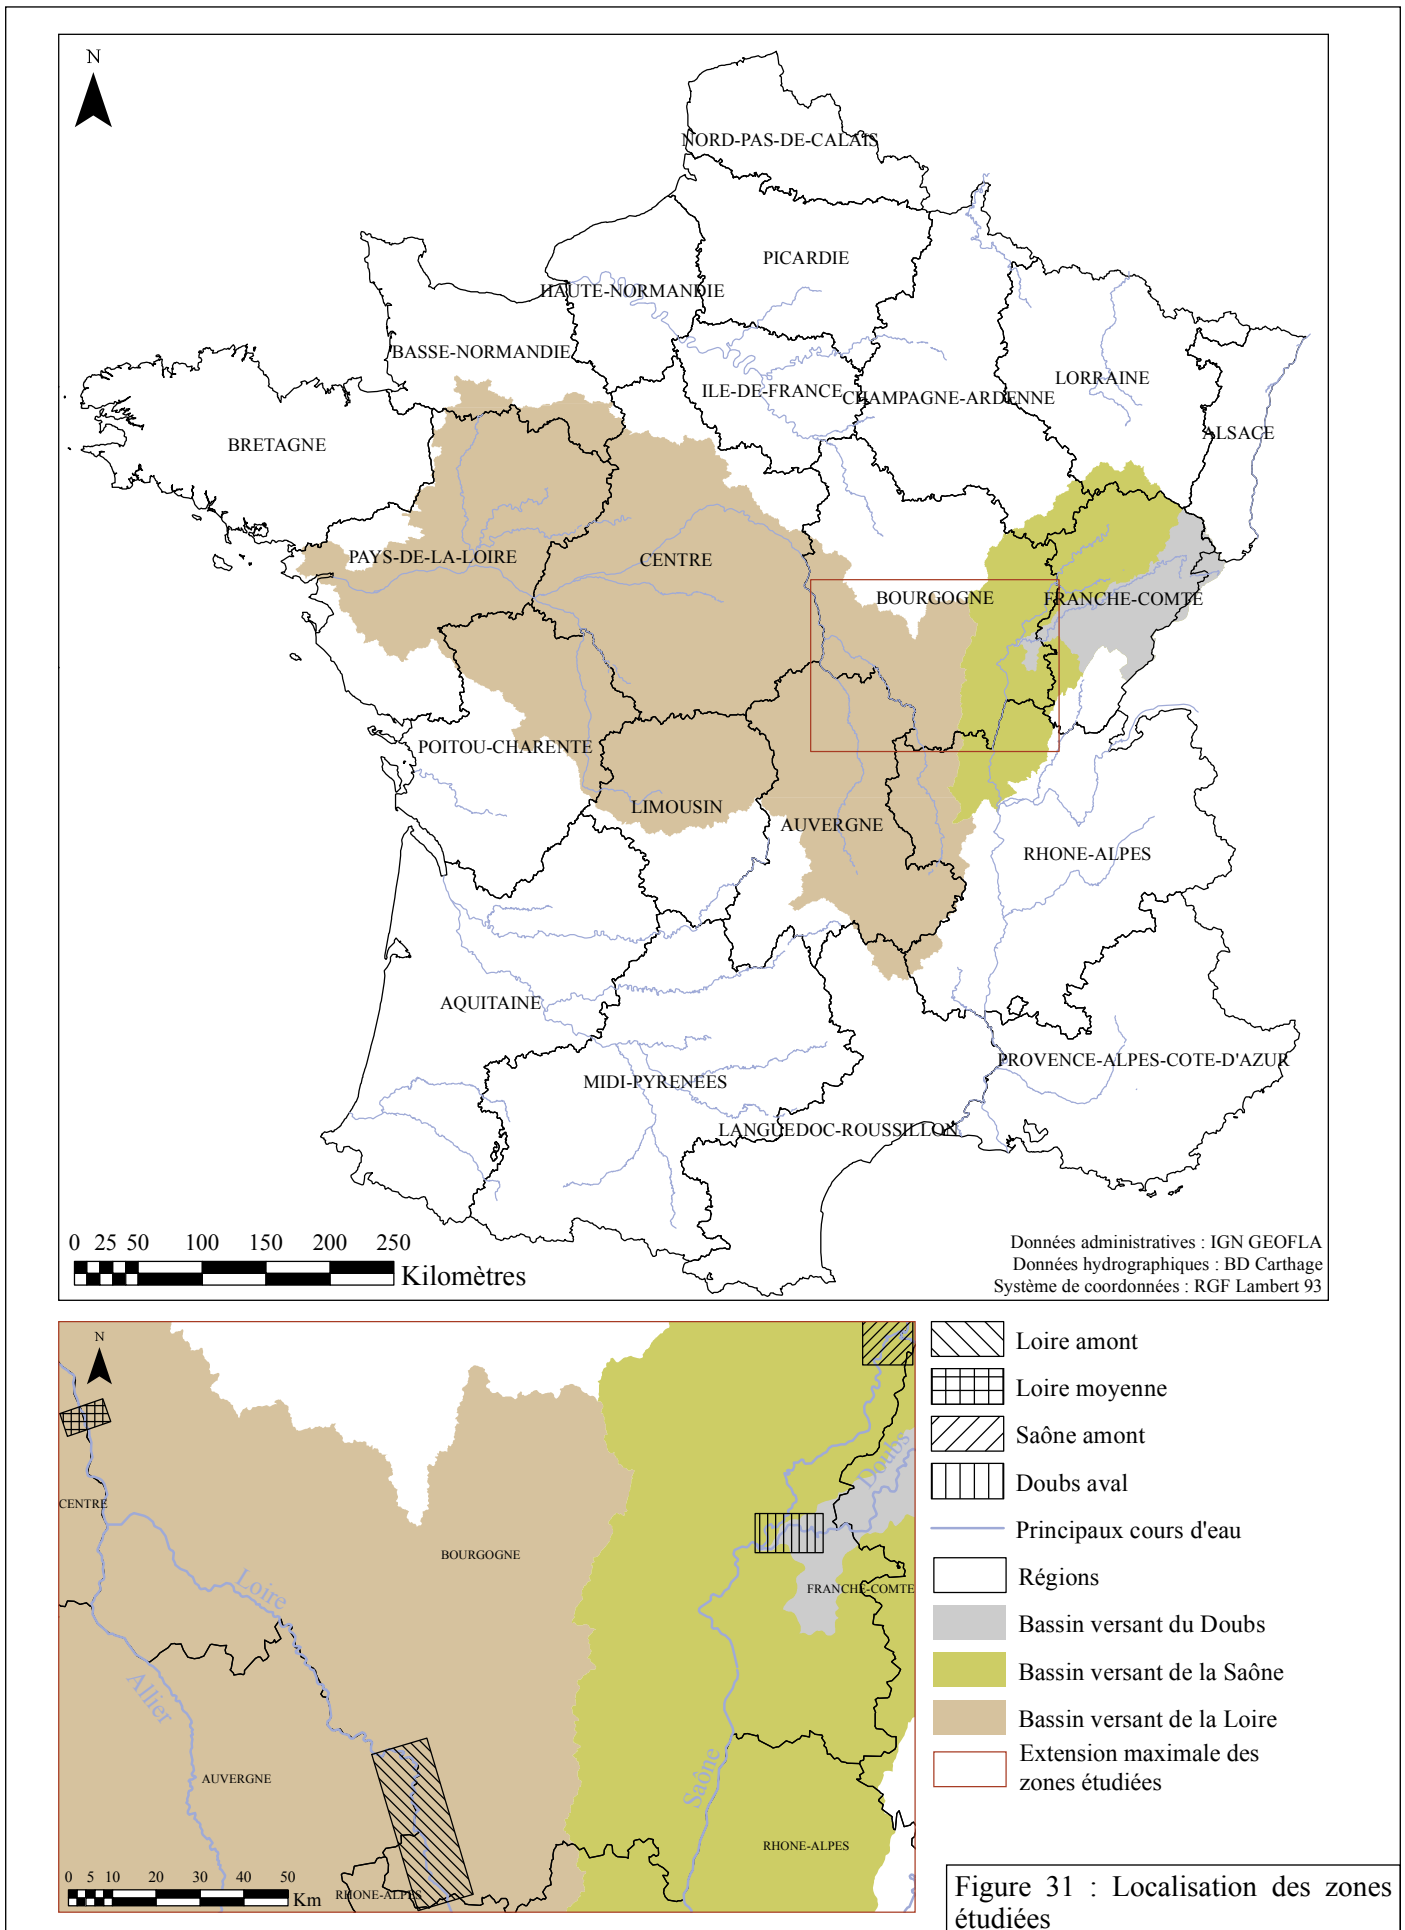 N
NORD-PAS-DE-CALAIS
PICARDIE
HAUTE-NORMANDIE
BASSE-NORMANDIE
ILE-DE-FRANCE
CHAMPAGNE-ARDENNE
LORRAINE
ALSACE
BRETAGNE
PAYS-DE-LA-LOIRE
CENTRE
BOURGOGNE
FRANCHE-COMTE
POITOU-CHARENTE
LIMOUSIN
AUVERGNE
RHONE-ALPES
AQUITAINE
MIDI-PYRENEES
PROVENCE-ALPES-COTE-D'AZUR
LANGUEDOC-ROUSSILLON
0 25 50 100 150 200 250
Kilomètres
Données administratives : IGN GEOFLA
Données hydrographiques : BD Carthage
Système de coordonnées : RGF Lambert 93
N
CENTRE
BOURGOGNE
Doubs
FRANCHE-COMTE
Loire
Allier
AUVERGNE
Saône
RHONE-ALPES
RHONE-ALPES
0 5 10 20 30 40 50
Km
Loire amont
Loire moyenne
Saône amont
Doubs aval
Principaux cours d'eau
Régions
Bassin versant du Doubs
Bassin versant de la Saône
Bassin versant de la Loire
Extension maximale des
zones étudiées
Figure 31 : Localisation des zones
étudiées